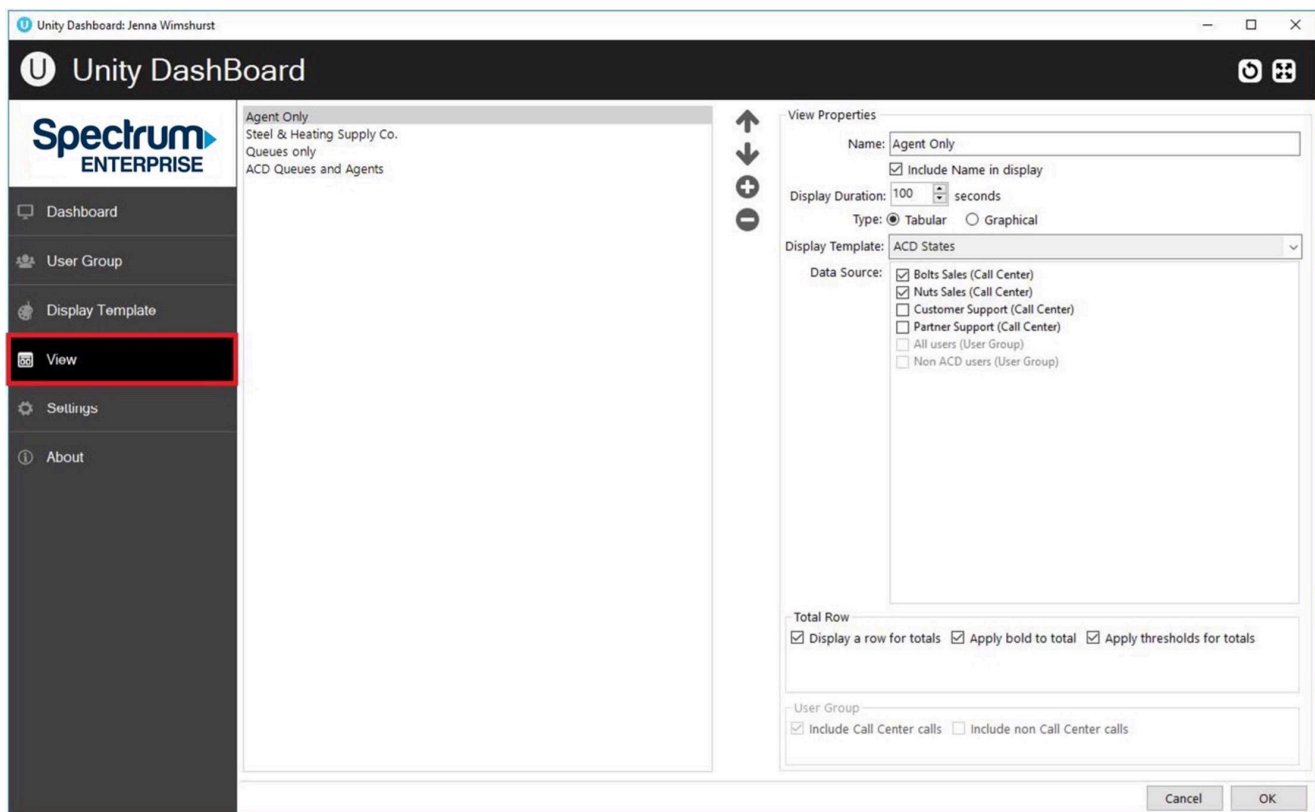 Unity Dashboard: Jenna Wimshurst
U Unity DashBoard
Spectrum
ENTERPRISE
Dashboard
User Group
Display Template
View
Settings
About
Agent Only
Steel & Heating Supply Co.
Queues only
ACD Queues and Agents
View Properties
Name: Agent Only
Include Name in display
Display Duration: 100 seconds
Type: Tabular Graphical
Display Template: ACD States
Data Source: Bolts Sales (Call Center)
Nuts Sales (Call Center)
Customer Support (Call Center)
Partner Support (Call Center)
All users (User Group)
Non ACD users (User Group)
Total Row
Display a row for totals Apply bold to total Apply thresholds for totals
User Group
Include Call Center calls Include non Call Center calls
Cancel OK